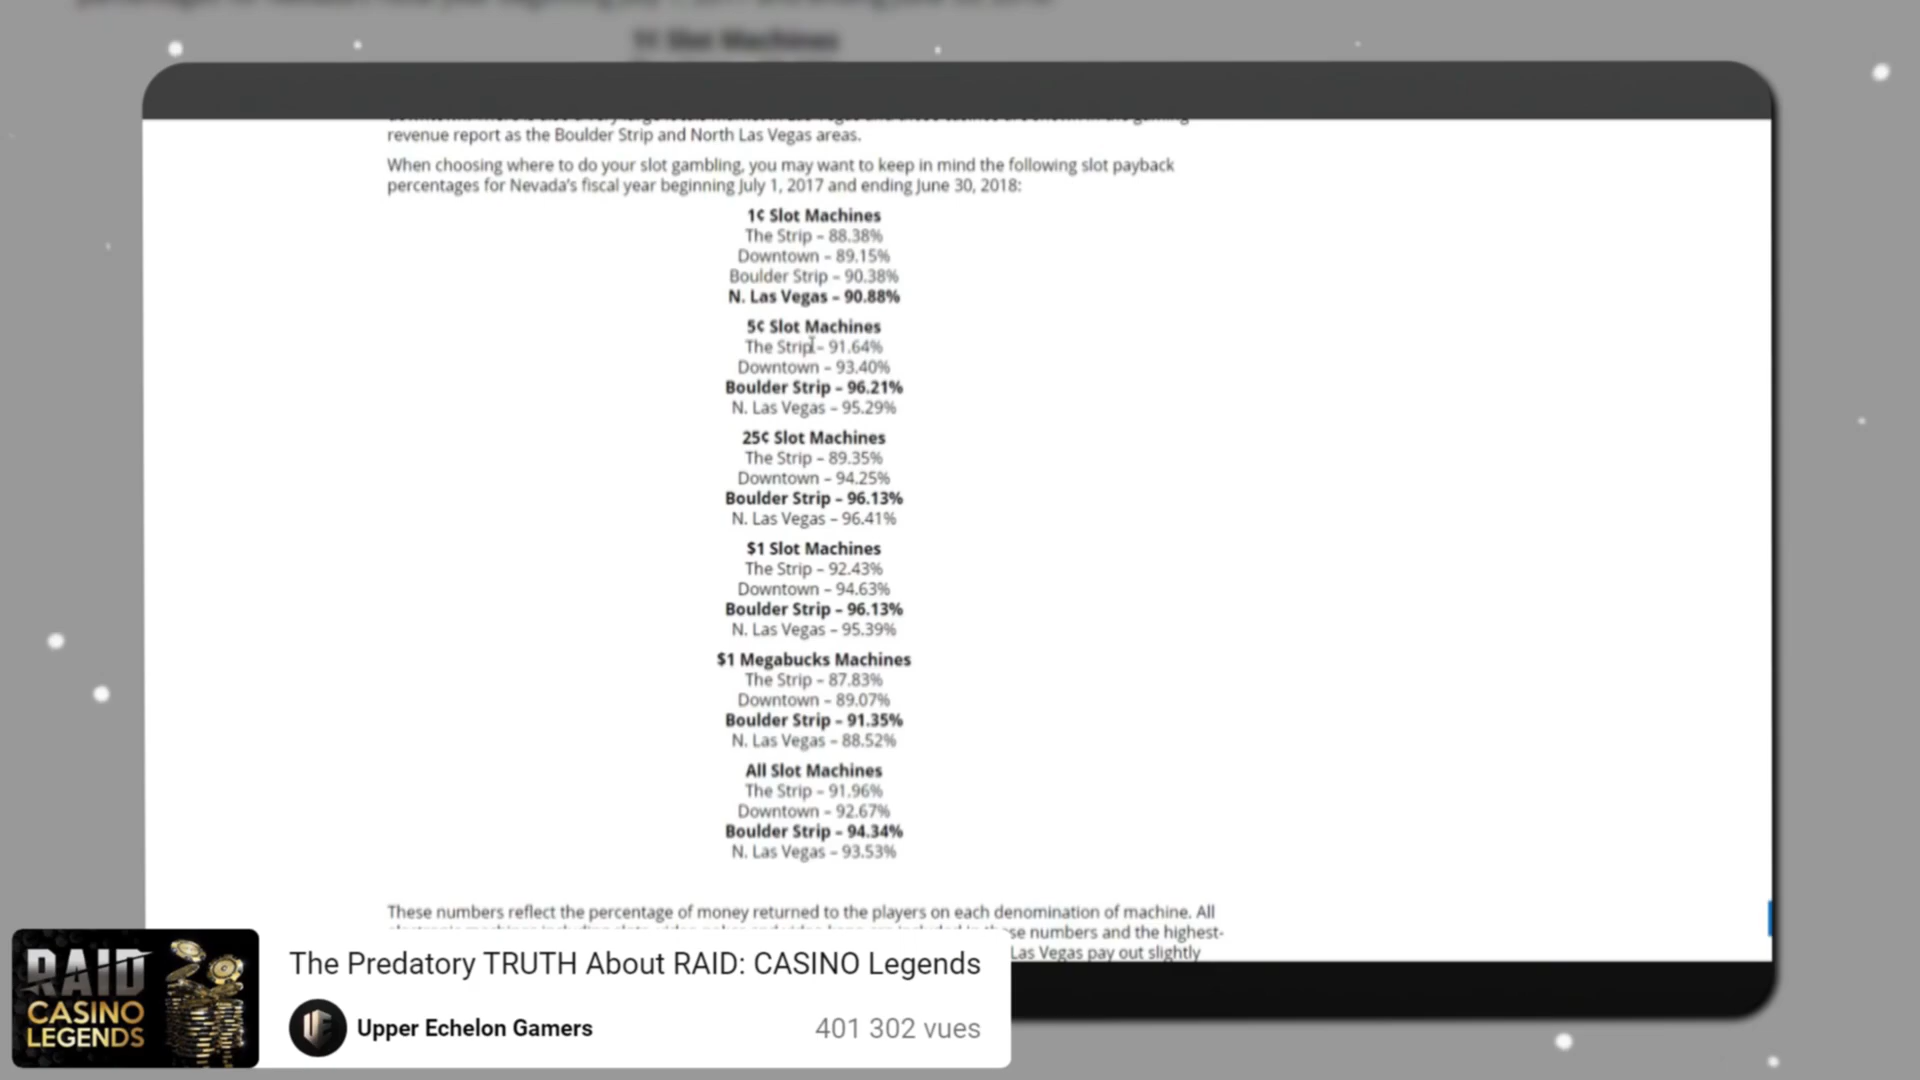 1¢ Slot Machines
revenue report as the Boulder Strip and North Las Vegas areas.
When choosing where to do your slot gambling, you may want to keep in mind the following slot payback
percentages for Nevada's fiscal year beginning July 1, 2017 and ending June 30, 2018:
1¢ Slot Machines
The Strip – 88.38%
Downtown – 89.15%
Boulder Strip – 90.38%
N. Las Vegas – 90.88%
5¢ Slot Machines
The Strip – 91.64%
Downtown – 93.40%
Boulder Strip – 96.21%
N. Las Vegas – 95.29%
25¢ Slot Machines
The Strip – 89.35%
Downtown – 94.25%
Boulder Strip – 96.13%
N. Las Vegas – 96.41%
$1 Slot Machines
The Strip – 92.43%
Downtown – 94.63%
Boulder Strip – 96.13%
N. Las Vegas – 95.39%
$1 Megabucks Machines
The Strip – 87.83%
Downtown – 89.07%
Boulder Strip – 91.35%
N. Las Vegas – 88.52%
All Slot Machines
The Strip – 91.96%
Downtown – 92.67%
Boulder Strip – 94.34%
N. Las Vegas – 93.53%
These numbers reflect the percentage of money returned to the players on each denomination of machine. All
numbers and the highest-
Las Vegas pay out slightly
RAID
CASINO
LEGENDS
The Predatory TRUTH About RAID: CASINO Legends
Upper Echelon Gamers
401 302 vues